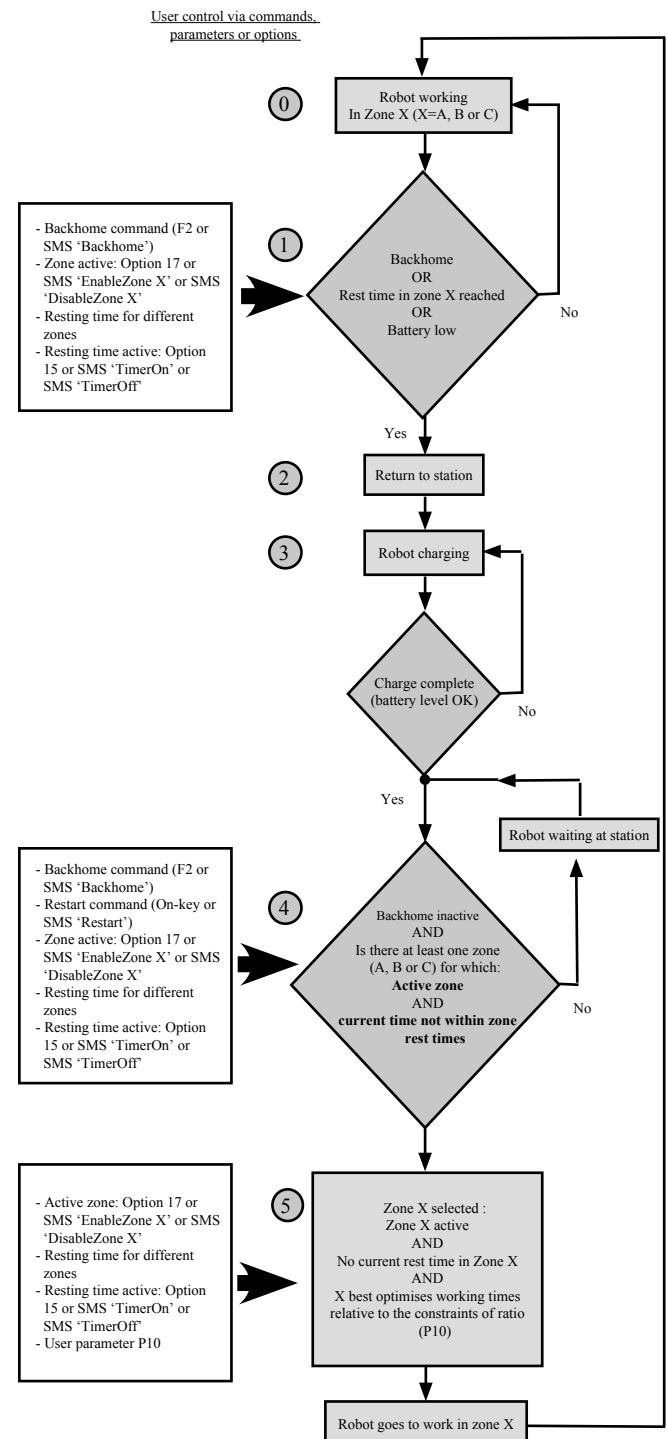 User control via commands,
parameters or options
0
Robot working
In Zone X (X=A, B or C)
- Backhome command (F2 or
SMS ‘Backhome’)
- Zone active: Option 17 or
SMS ‘EnableZone X’ or SMS
‘DisableZone X’
- Resting time for different
zones
- Resting time active: Option
15 or SMS ‘TimerOn’ or
SMS ‘TimerOff’
1
Backhome
OR
Rest time in zone X reached
OR
Battery low
No
Yes
2
Return to station
3
Robot charging
Charge complete
(battery level OK)
No
Yes
Robot waiting at station
- Backhome command (F2 or
SMS ‘Backhome’)
- Restart command (On-key or
SMS ‘Restart’)
- Zone active: Option 17 or
SMS ‘EnableZone X’ or SMS
‘DisableZone X’
- Resting time for different
zones
- Resting time active: Option
15 or SMS ‘TimerOn’ or
SMS ‘TimerOff’
4
Backhome inactive
AND
Is there at least one zone
(A, B or C) for which:
Active zone
AND
current time not within zone
rest times
No
- Active zone: Option 17 or
SMS ‘EnableZone X’ or SMS
‘DisableZone X’
- Resting time for different
zones
- Resting time active: Option
15 or SMS ‘TimerOn’ or
SMS ‘TimerOff’
- User parameter P10
5
Zone X selected :
Zone X active
AND
No current rest time in Zone X
AND
X best optimises working times
relative to the constraints of ratio
(P10)
Robot goes to work in zone X